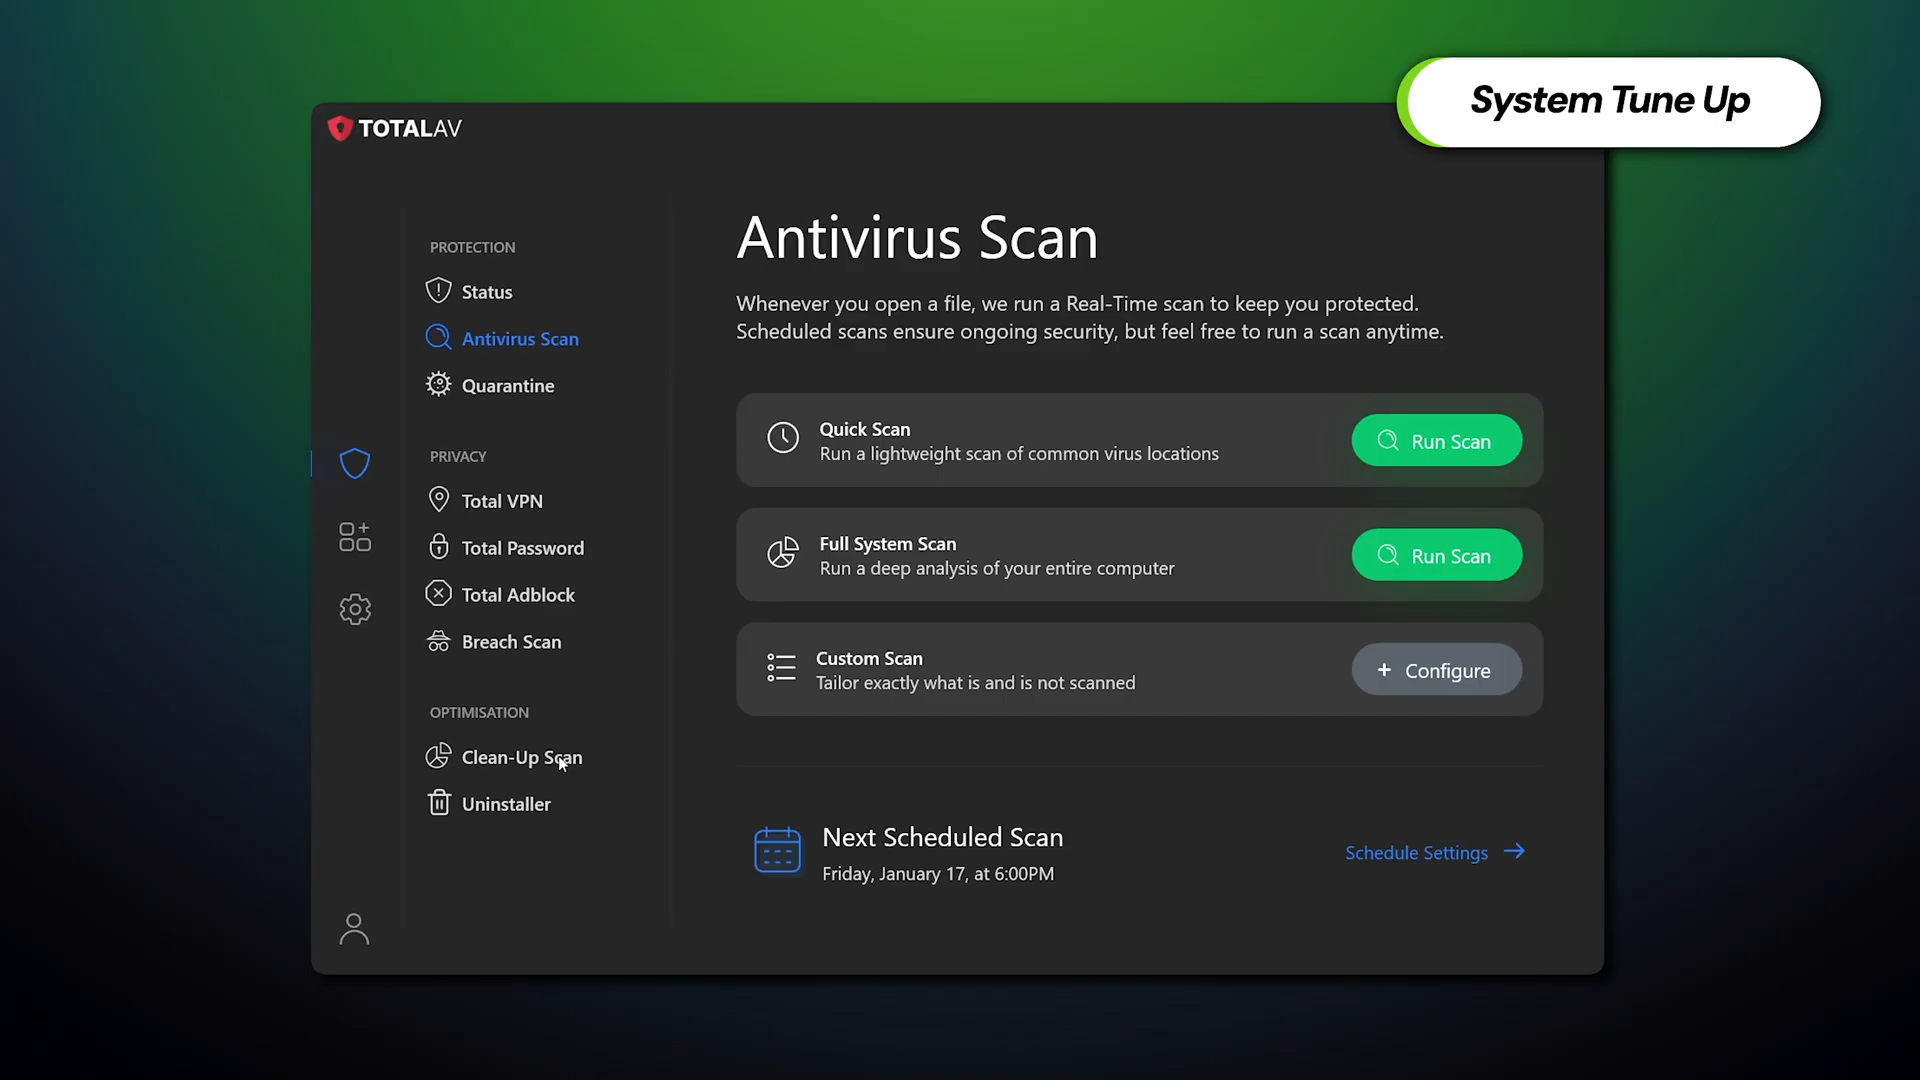 System Tune Up
TOTALAV
PROTECTION
Status
Antivirus Scan
Quarantine
PRIVACY
Total VPN
Total Password
Total Adblock
Breach Scan
OPTIMISATION
Clean-Up Scan
Uninstaller
Antivirus Scan
Whenever you open a file, we run a Real-Time scan to keep you protected.
Scheduled scans ensure ongoing security, but feel free to run a scan anytime.
Quick Scan
Run a lightweight scan of common virus locations
Run Scan
Full System Scan
Run a deep analysis of your entire computer
Run Scan
Custom Scan
Tailor exactly what is and is not scanned
+ Configure
Next Scheduled Scan
Friday, January 17, at 6:00PM
Schedule Settings →